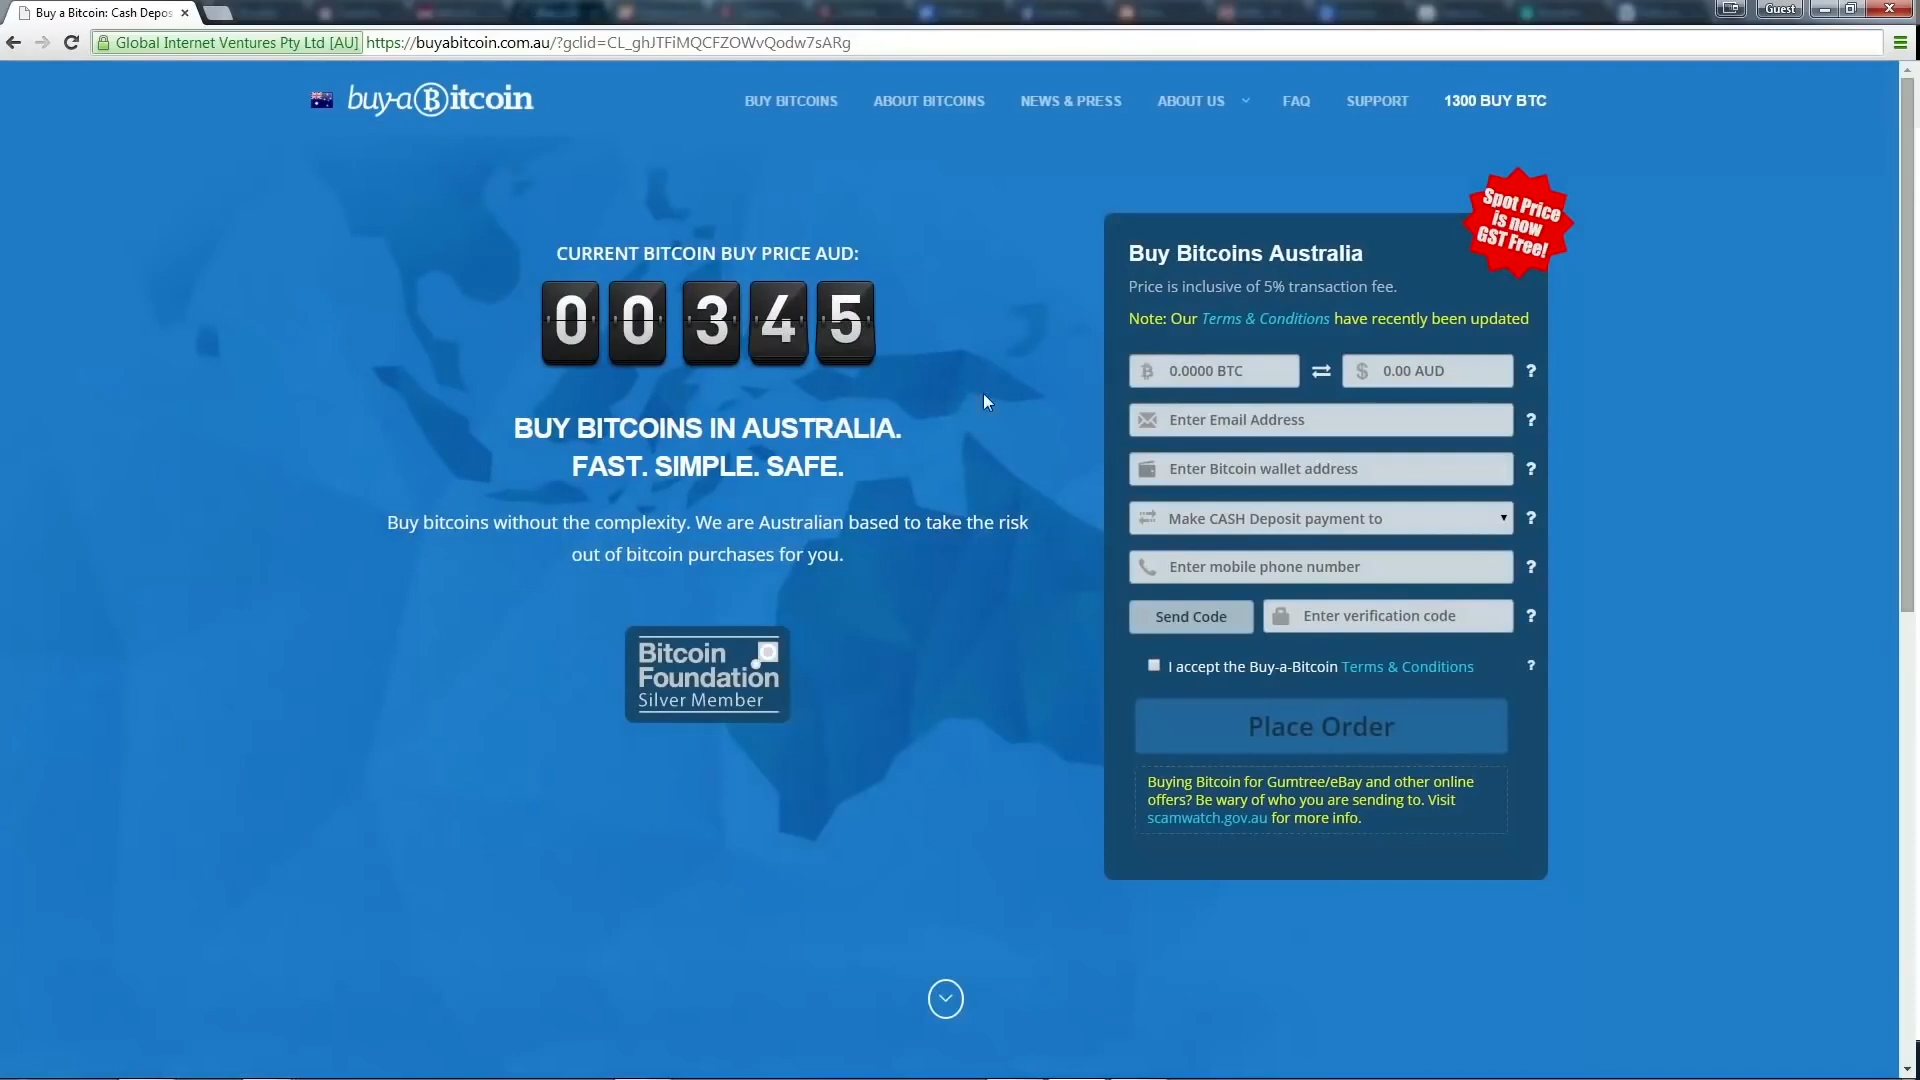 Buy a Bitcoin: Cash Depos
Guest
Global Internet Ventures Pty Ltd [AU]
https://buyabitcoin.com.au/?gclid=CL_ghJTFiMQCFZOWvQodw7sARg
buy-a Bitcoin
BUY BITCOINS
ABOUT BITCOINS
NEWS & PRESS
ABOUT US
FAQ
SUPPORT
1300 BUY BTC
CURRENT BITCOIN BUY PRICE AUD:
00345
BUY BITCOINS IN AUSTRALIA.
FAST. SIMPLE. SAFE.
Buy bitcoins without the complexity. We are Australian based to take the risk
out of bitcoin purchases for you.
Bitcoin
Foundation
Silver Member
Spot Price
is now
GST Free!
Buy Bitcoins Australia
Price is inclusive of 5% transaction fee.
Note: Our Terms & Conditions have recently been updated
0.0000 BTC
$ 0.00 AUD ?
Enter Email Address ?
Enter Bitcoin wallet address ?
Make CASH Deposit payment to ?
Enter mobile phone number ?
Send Code
Enter verification code ?
I accept the Buy-a-Bitcoin Terms & Conditions ?
Place Order
Buying Bitcoin for Gumtree/eBay and other online
offers? Be wary of who you are sending to. Visit
scamwatch.gov.au for more info.